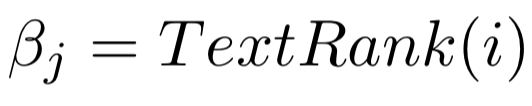 β_j = TextRank(i)